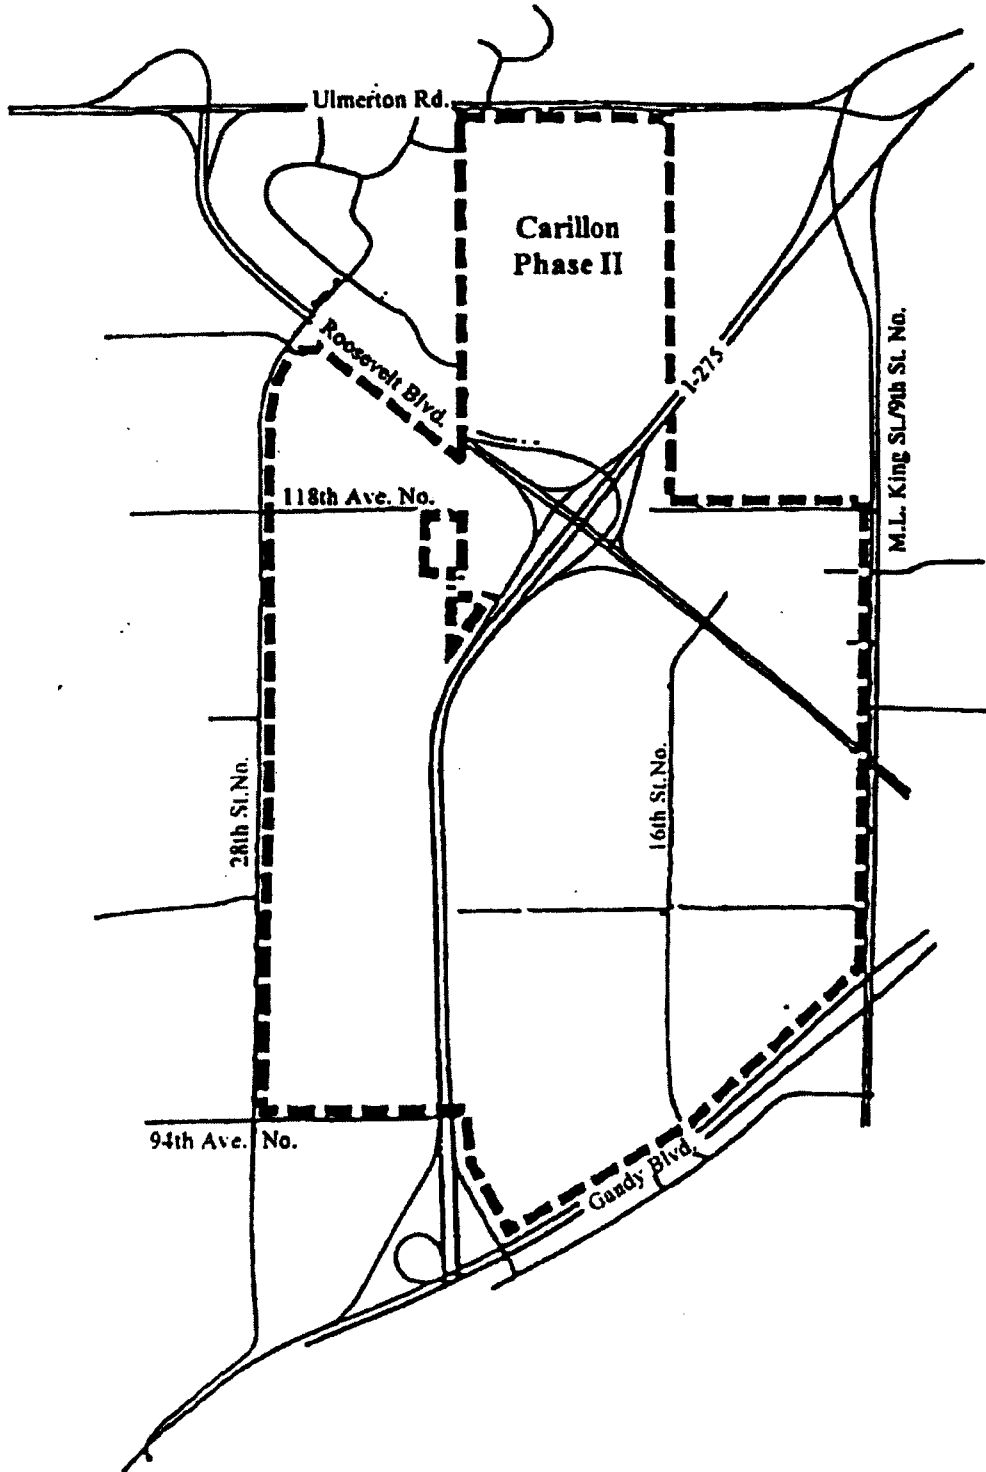 Ulmerton Rd.
Carillon
Phase II
Roosevelt Blvd.
I-275
M.L. King St./9th St. No.
118th Ave. No.
28th St.No.
16th St.No.
94th Ave. No.
Gandy Blvd.